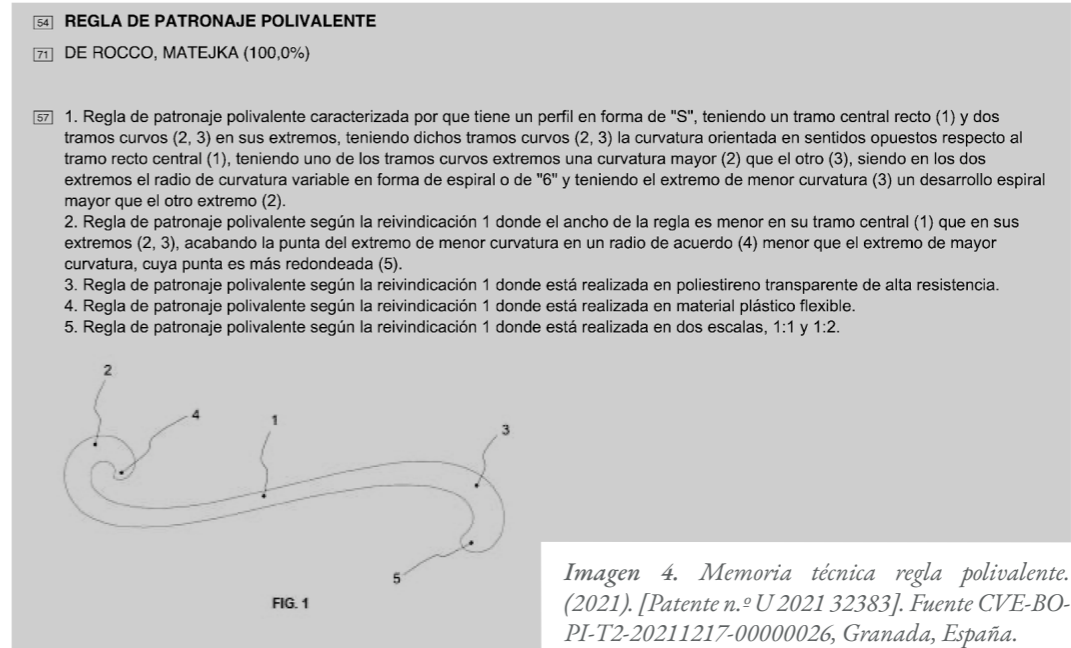 54 REGLA DE PATRONAJE POLIVALENTE
71 DE ROCCO, MATEJKA (100,0%)
57 1. Regla de patronaje polivalente caracterizada por que tiene un perfil en forma de "S", teniendo un tramo central recto (1) y dos
tramos curvos (2, 3) en sus extremos, teniendo dichos tramos curvos (2, 3) la curvatura orientada en sentidos opuestos respecto al
tramo recto central (1), teniendo uno de los tramos curvos extremos una curvatura mayor (2) que el otro (3), siendo en los dos
extremos el radio de curvatura variable en forma de espiral o de "6" y teniendo el extremo de menor curvatura (3) un desarrollo espiral
mayor que el otro extremo (2).
2. Regla de patronaje polivalente según la reivindicación 1 donde el ancho de la regla es menor en su tramo central (1) que en sus
extremos (2, 3), acabando la punta del extremo de menor curvatura en un radio de acuerdo (4) menor que el extremo de mayor
curvatura, cuya punta es más redondeada (5).
3. Regla de patronaje polivalente según la reivindicación 1 donde está realizada en poliestireno transparente de alta resistencia.
4. Regla de patronaje polivalente según la reivindicación 1 donde está realizada en material plástico flexible.
5. Regla de patronaje polivalente según la reivindicación 1 donde está realizada en dos escalas, 1:1 y 1:2.
2
4
1
3
5
FIG. 1
Imagen 4. Memoria técnica regla polivalente.
(2021). [Patente n.º U 2021 32383]. Fuente CVE-BO-
PI-T2-20211217-00000026, Granada, España.